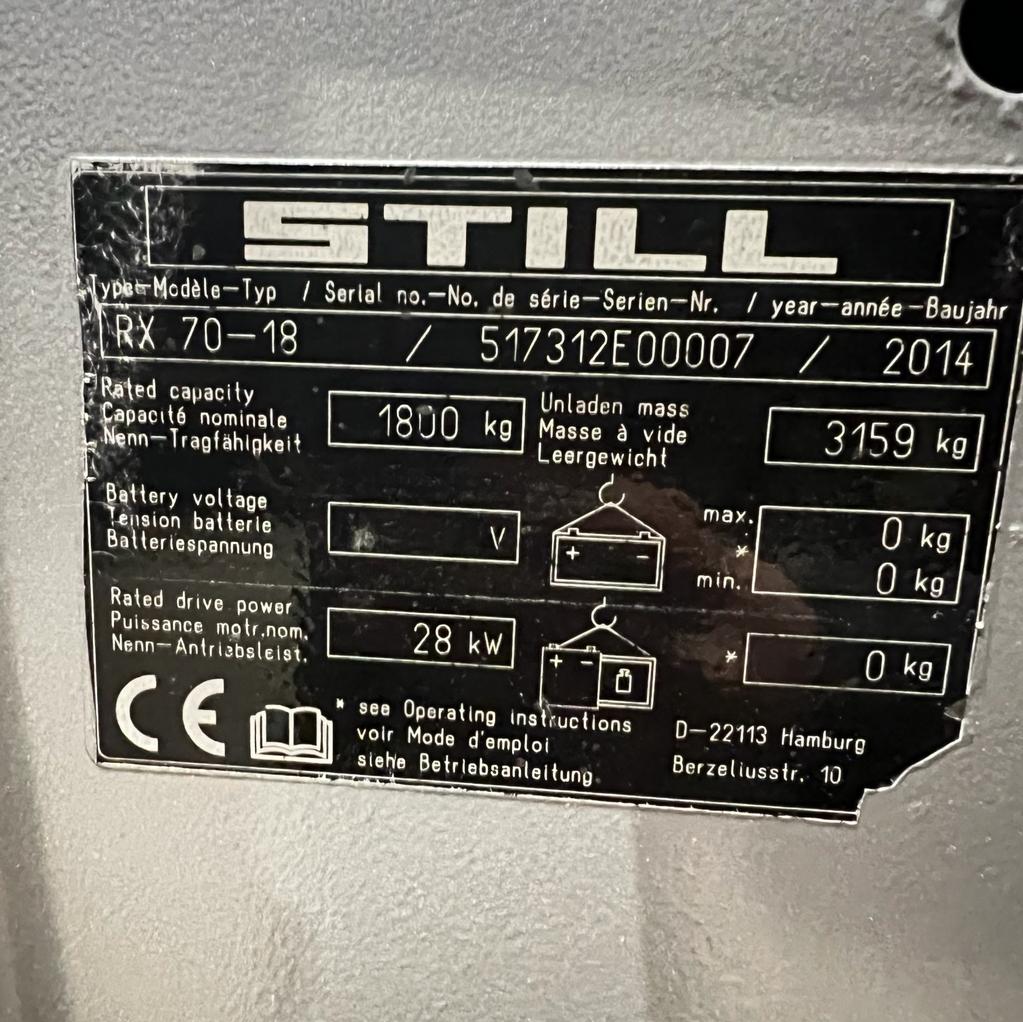 STILL
Type-Modèle-Typ / Serial no.-No. de série-Serien-Nr. / year-année-Baujahr
RX 70-18 / 517312E00007 / 2014
Rated capacity
Capacité nominale
Nenn-Tragfähigkeit
1800 kg
Unladen mass
Masse à vide
Leergewicht
3159 kg
Battery voltage
Tension batterie
Batteriespannung
V
+ -
max. 0 kg
*
min. 0 kg
Rated drive power
Puissance motr.nom.
Nenn-Antriebsleist.
28 kW
+ -
* 0 kg
CE
* see Operating instructions
voir Mode d'emploi
siehe Betriebsanleitung
D-22113 Hamburg
Berzeliusstr. 10